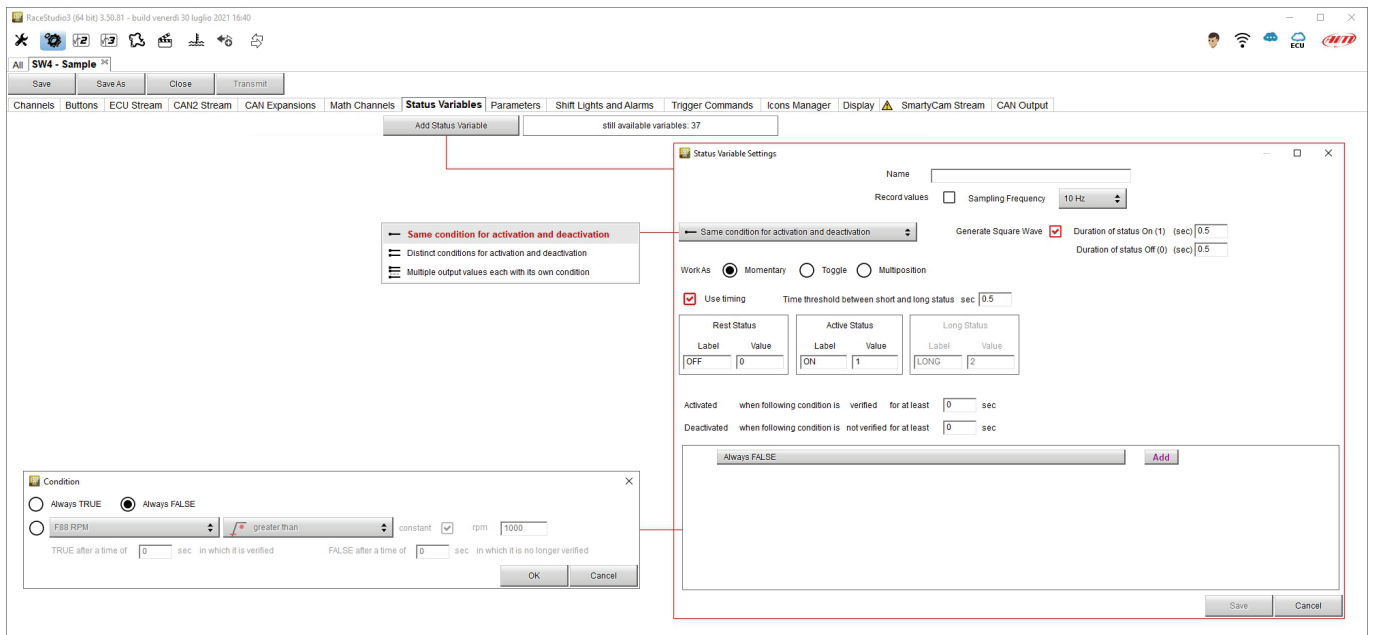 RaceStudio3 (64 bit) 3.50.81 - build venerdì 30 luglio 2021 16:40
ECU
AiM
All SW4 - Sample
Save Save As Close Transmit
Channels Buttons ECU Stream CAN2 Stream CAN Expansions Math Channels Status Variables Parameters Shift Lights and Alarms Trigger Commands Icons Manager Display SmartyCam Stream CAN Output
Add Status Variable still available variables: 37
Status Variable Settings
Name
Record values Sampling Frequency 10 Hz
Same condition for activation and deactivation
Distinct conditions for activation and deactivation
Multiple output values each with its own condition
Same condition for activation and deactivation Generate Square Wave Duration of status On (1) (sec) 0.5
Duration of status Off (0) (sec) 0.5
Work As Momentary Toggle Multiposition
Use timing Time threshold between short and long status sec 0.5
Rest Status Active Status Long Status
Label Value Label Value Label Value
OFF 0 ON 1 LONG 2
Activated when following condition is verified for at least 0 sec
Deactivated when following condition is not verified for at least 0 sec
Always FALSE Add
Condition
Always TRUE Always FALSE
F88 RPM greater than constant rpm 1000
TRUE after a time of 0 sec in which it is verified FALSE after a time of 0 sec in which it is no longer verified
OK Cancel
Save Cancel